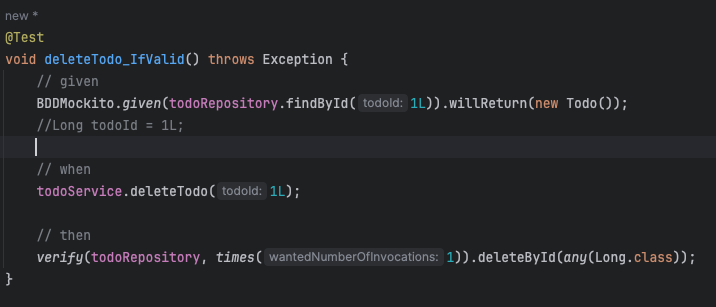 new *
@Test
void deleteTodo_IfValid() throws Exception {
// given
BDDMockito.given(todoRepository.findById( todoId: 1L)).willReturn(new Todo());
//Long todoId = 1L;
// when
todoService.deleteTodo( todoId: 1L);
// then
verify(todoRepository, times( wantedNumberOfInvocations: 1)).deleteById(any(Long.class));
}